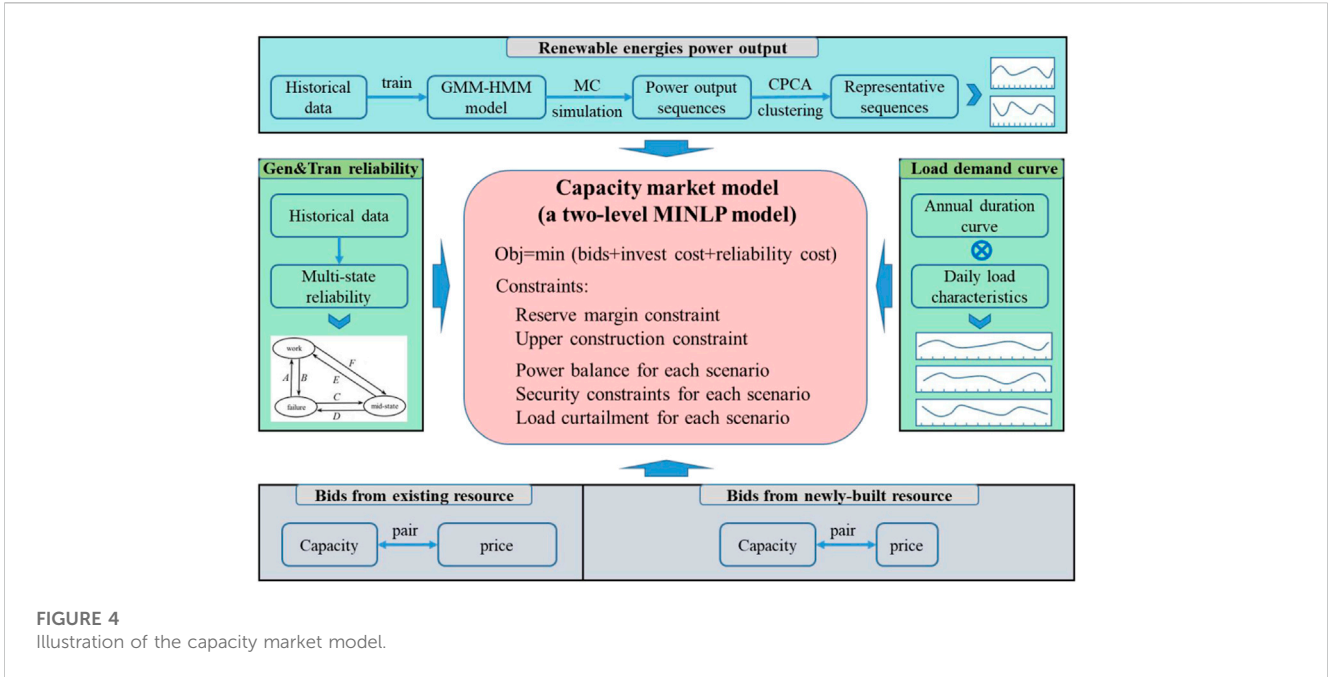 Renewable energies power output
Historical
data
train
GMM-HMM
model
MC
simulation
Power output
sequences
CPCA
clustering
Representative
sequences
Gen&Tran reliability
Historical data
Multi-state
reliability
work
failure
mid-state
A
B
C
D
E
F
Capacity market model
(a two-level MINLP model)
Obj=min (bids+invest cost+reliability cost)
Constraints:
Reserve margin constraint
Upper construction constraint
Power balance for each scenario
Security constraints for each scenario
Load curtailment for each scenario
Load demand curve
Annual duration
curve
Daily load
characteristics
Bids from existing resource
Capacity
pair
price
Bids from newly-built resource
Capacity
pair
price
FIGURE 4
Illustration of the capacity market model.